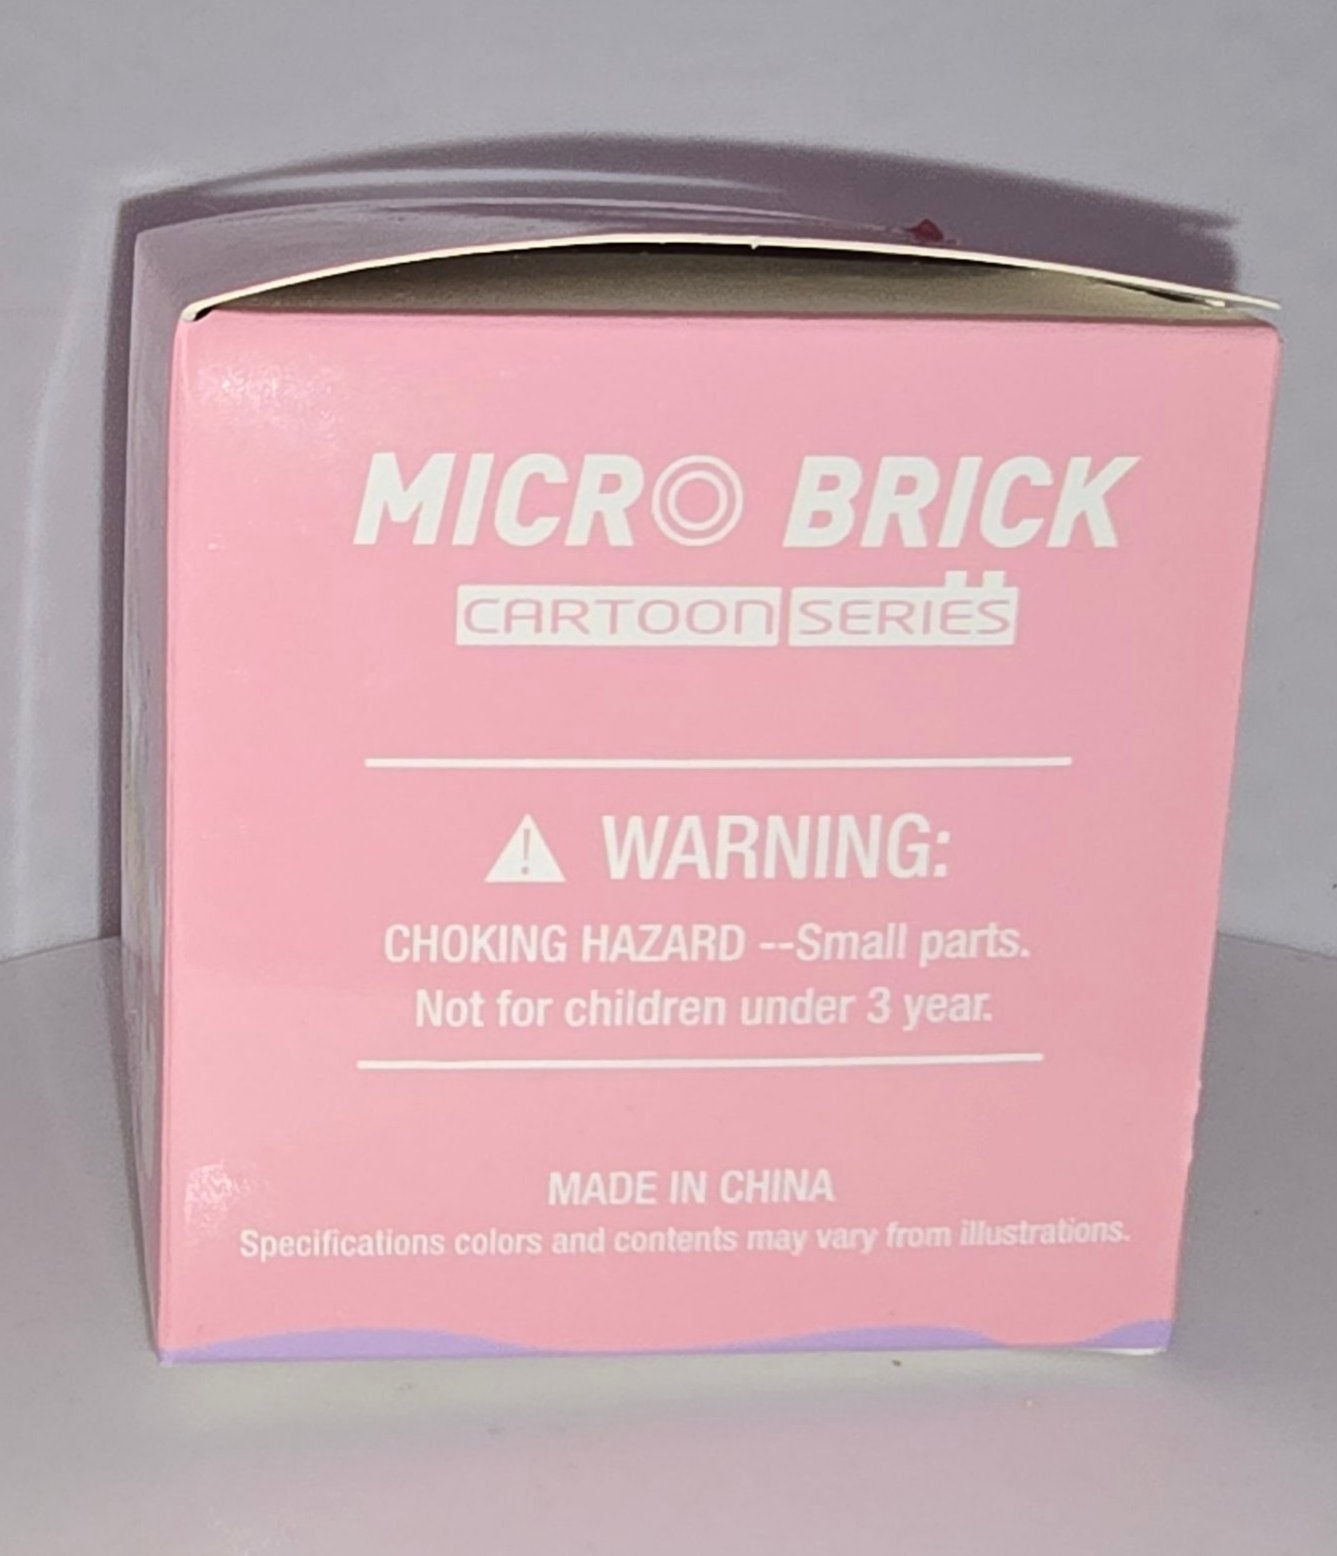 MICRO BRICK
CARTOON SERIES
WARNING:
CHOKING HAZARD --Small parts.
Not for children under 3 year.
MADE IN CHINA
Specifications colors and contents may vary from illustrations.